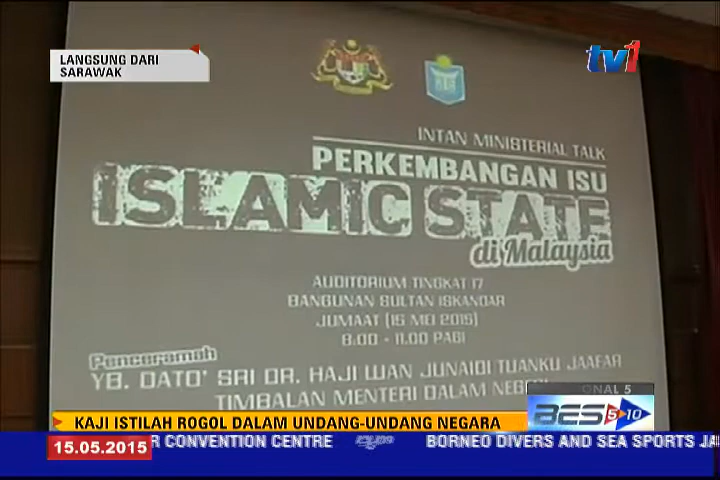 LANGSUNG DARI
SARAWAK
tv1
INTAN MINISTERIAL TALK
PERKEMBANGAN ISU
ISLAMIC STATE
di Malaysia
AUDITORIUM TINGKAT 17
BANGUNAN SULTAN ISKANDAR
JUMAAT (15 MEI 2015)
8.00 - 11.00 PAGI
Penceramah
YB. DATO' SRI DR. HAJI WAN JUNAIDI TUANKU JAAFAR
TIMBALAN MENTERI DALAM
ONAL 5
BES 5-10
KAJI ISTILAH ROGOL DALAM UNDANG-UNDANG NEGARA
15.05.2015
R CONVENTION CENTRE BORNEO DIVERS AND SEA SPORTS JA